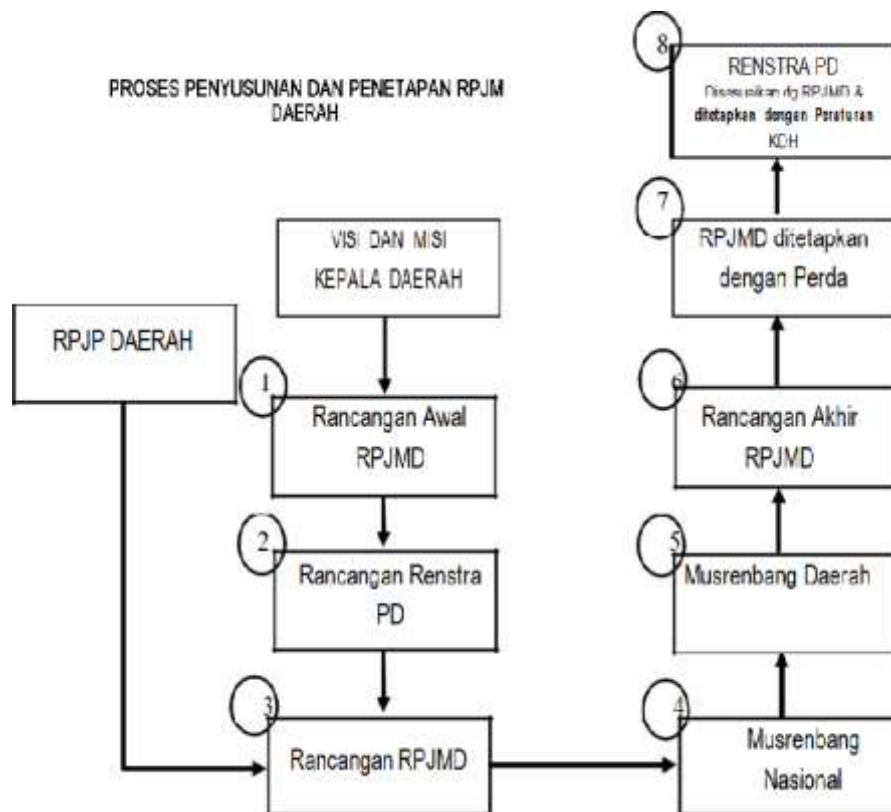 PROSES PENYUSUNAN DAN PENETAPAN RPJM
DAERAH
VISI DAN MISI
KEPALA DAERAH
RPJP DAERAH
1
Rancangan Awal
RPJMD
2
Rancangan Renstra
PD
3
Rancangan RPJMD
4
Musrenbang
Nasional
5
Musrenbang Daerah
6
Rancangan Akhir
RPJMD
7
RPJMD ditetapkan
dengan Perda
8
RENSTRA PD
Disesuaikan dg RPJMD &
ditetapkan dengan Peraturan
KDH